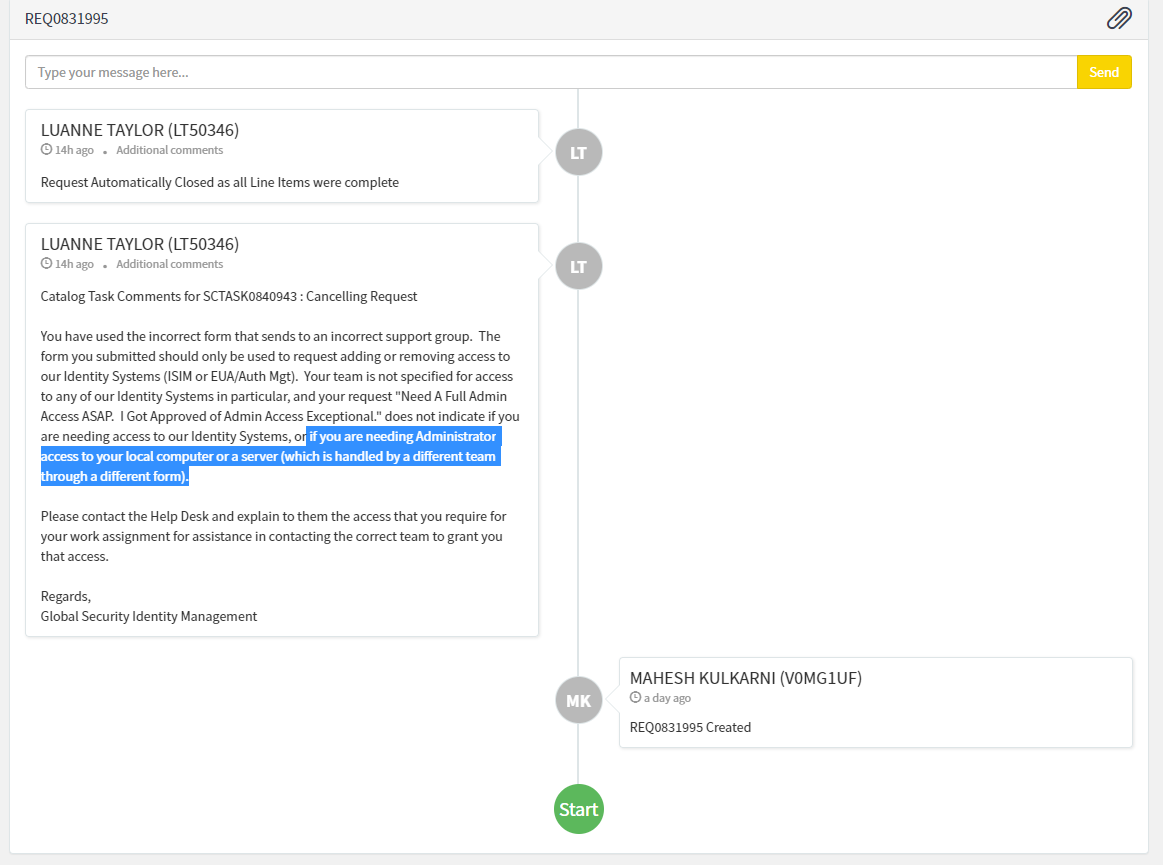 REQ0831995
Type your message here...
Send
LUANNE TAYLOR (LT50346)
14h ago • Additional comments
Request Automatically Closed as all Line Items were complete
LT
LUANNE TAYLOR (LT50346)
14h ago • Additional comments
Catalog Task Comments for SCTASK0840943 : Cancelling Request
You have used the incorrect form that sends to an incorrect support group.  The
form you submitted should only be used to request adding or removing access to
our Identity Systems (ISIM or EUA/Auth Mgt).  Your team is not specified for access
to any of our Identity Systems in particular, and your request "Need A Full Admin
Access ASAP.  I Got Approved of Admin Access Exceptional." does not indicate if you
are needing access to our Identity Systems, or if you are needing Administrator
access to your local computer or a server (which is handled by a different team
through a different form).
Please contact the Help Desk and explain to them the access that you require for
your work assignment for assistance in contacting the correct team to grant you
that access.
Regards,
Global Security Identity Management
LT
MK
MAHESH KULKARNI (V0MG1UF)
a day ago
REQ0831995 Created
Start